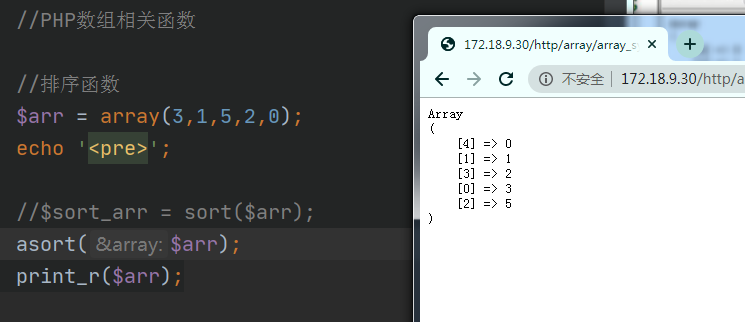 //PHP数组相关函数
//排序函数
$arr = array(3,1,5,2,0);
echo '<pre>';
//$sort_arr = sort($arr);
asort( &array: $arr);
print_r($arr);
172.18.9.30/http/array/array_s
不安全 | 172.18.9.30/http/a
Array
(
[4] => 0
[1] => 1
[3] => 2
[0] => 3
[2] => 5
)